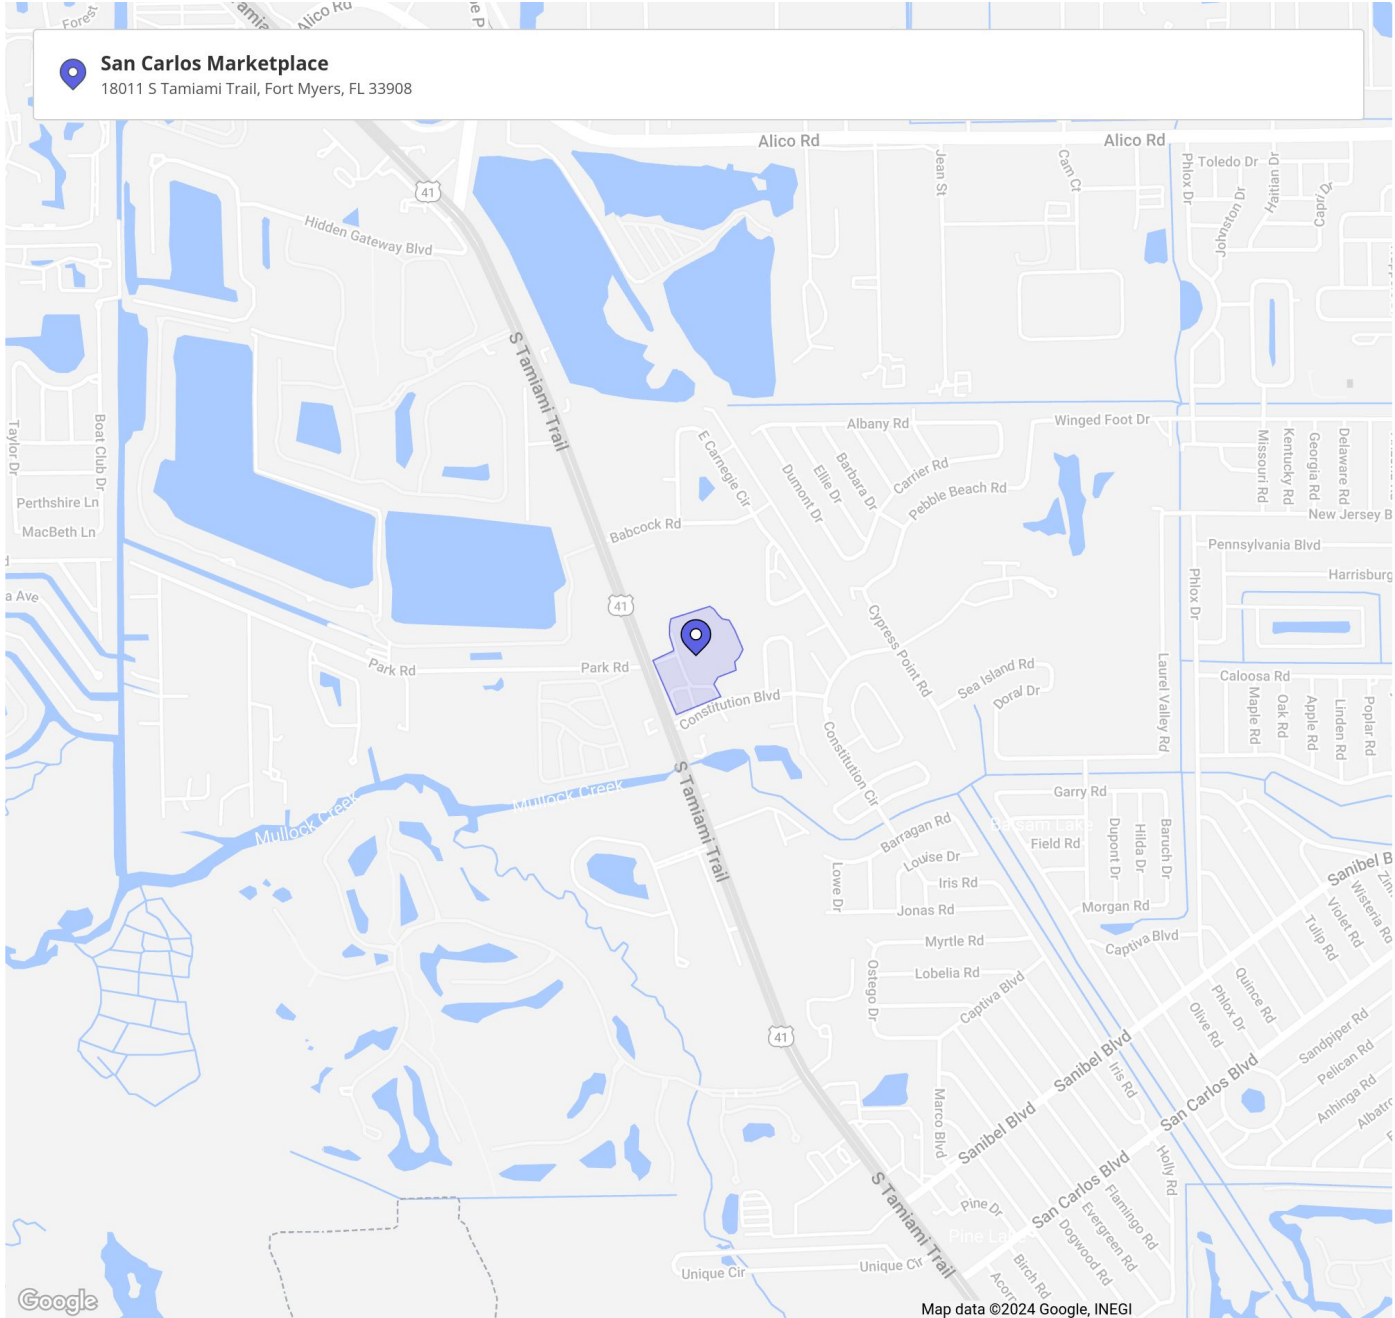 San Carlos Marketplace
18011 S Tamiami Trail, Fort Myers, FL 33908
Forest
Alico Rd
Alico Rd
Alico Rd
41
Hidden Gateway Blvd
Jean St
Cam Ct
Phlox Dr
Toledo Dr
Johnston Dr
Haitian Dr
Capri Dr
S Tamiami Trail
Taylor Dr
Boat Club Dr
Perthshire Ln
MacBeth Ln
a Ave
E Carnegie Cir
Babcock Rd
Albany Rd
Dumont Dr
Ellie Dr
Barbara Dr
Carrier Rd
Pebble Beach Rd
Winged Foot Dr
Missouri Rd
Kentucky Rd
Georgia Rd
Delaware Rd
New Jersey B
Pennsylvania Blvd
Harrisburg
Phlox Dr
41
Park Rd
Park Rd
Constitution Blvd
Cypress Point Rd
Sea Island Rd
Doral Dr
Laurel Valley Rd
Caloosa Rd
Maple Rd
Oak Rd
Apple Rd
Linden Rd
Poplar Rd
Constitution Cir
Mullock Creek
Mullock Creek
S Tamiami Trail
Garry Rd
Balsam Lake
Field Rd
Dupont Dr
Hilda Dr
Baruch Dr
Barragan Rd
Louise Dr
Iris Rd
Lowe Dr
Jonas Rd
Morgan Rd
Sanibel B
Wisteria Rd
Violet Rd
Tulip Rd
Myrtle Rd
Captiva Blvd
Lobelia Rd
Ostego Dr
Captiva Blvd
Quince Rd
Phlox Dr
Olive Rd
Sandpiper Rd
Pelican Rd
Anhinga Rd
Albatro
41
Sanibel Blvd
Iris Rd
San Carlos Blvd
Marco Blvd
Sanibel Blvd
Holly Rd
San Carlos Blvd
S Tamiami Trail
Pine Dr
Pine Lake
Flamingo Rd
Evergreen Rd
Dogwood Rd
Birch Rd
Acorn
Unique Cir
Unique Cir
Google
Map data ©2024 Google, INEGI